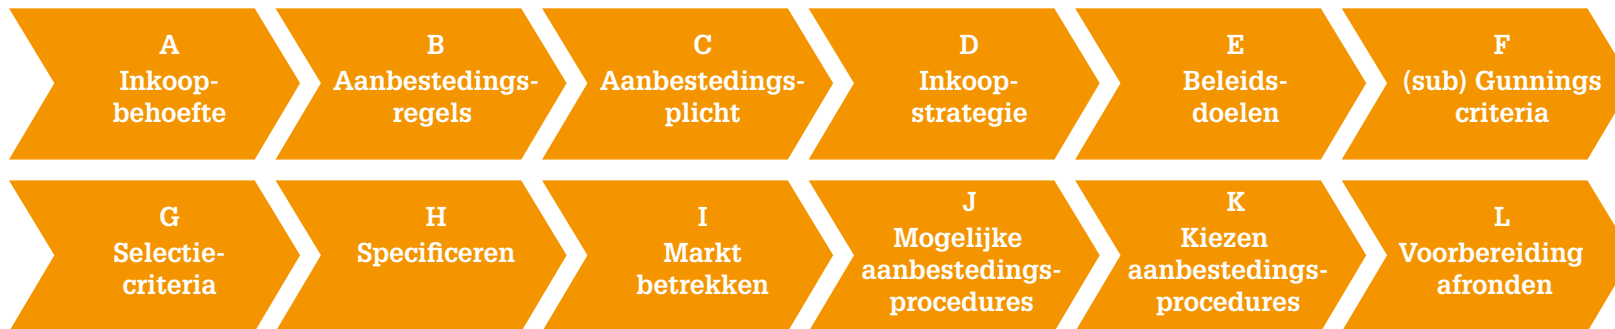 A
Inkoop-
behoefte
B
Aanbestedings-
regels
C
Aanbestedings-
plicht
D
Inkoop-
strategie
E
Beleids-
doelen
F
(sub) Gunnings
criteria
G
Selectie-
criteria
H
Specificeren
I
Markt
betrekken
J
Mogelijke
aanbestedings-
procedures
K
Kiezen
aanbestedings-
procedures
L
Voorbereiding
afronden